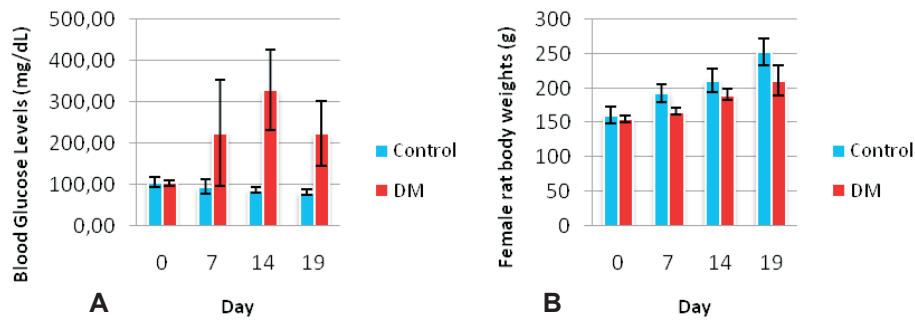 Blood Glucose Levels (mg/dL)
500,00
400,00
300,00
200,00
100,00
0,00
0 7 14 19
Day
Control
DM
A
Female rat body weights (g)
300
250
200
150
100
50
0
0 7 14 19
Day
Control
DM
B